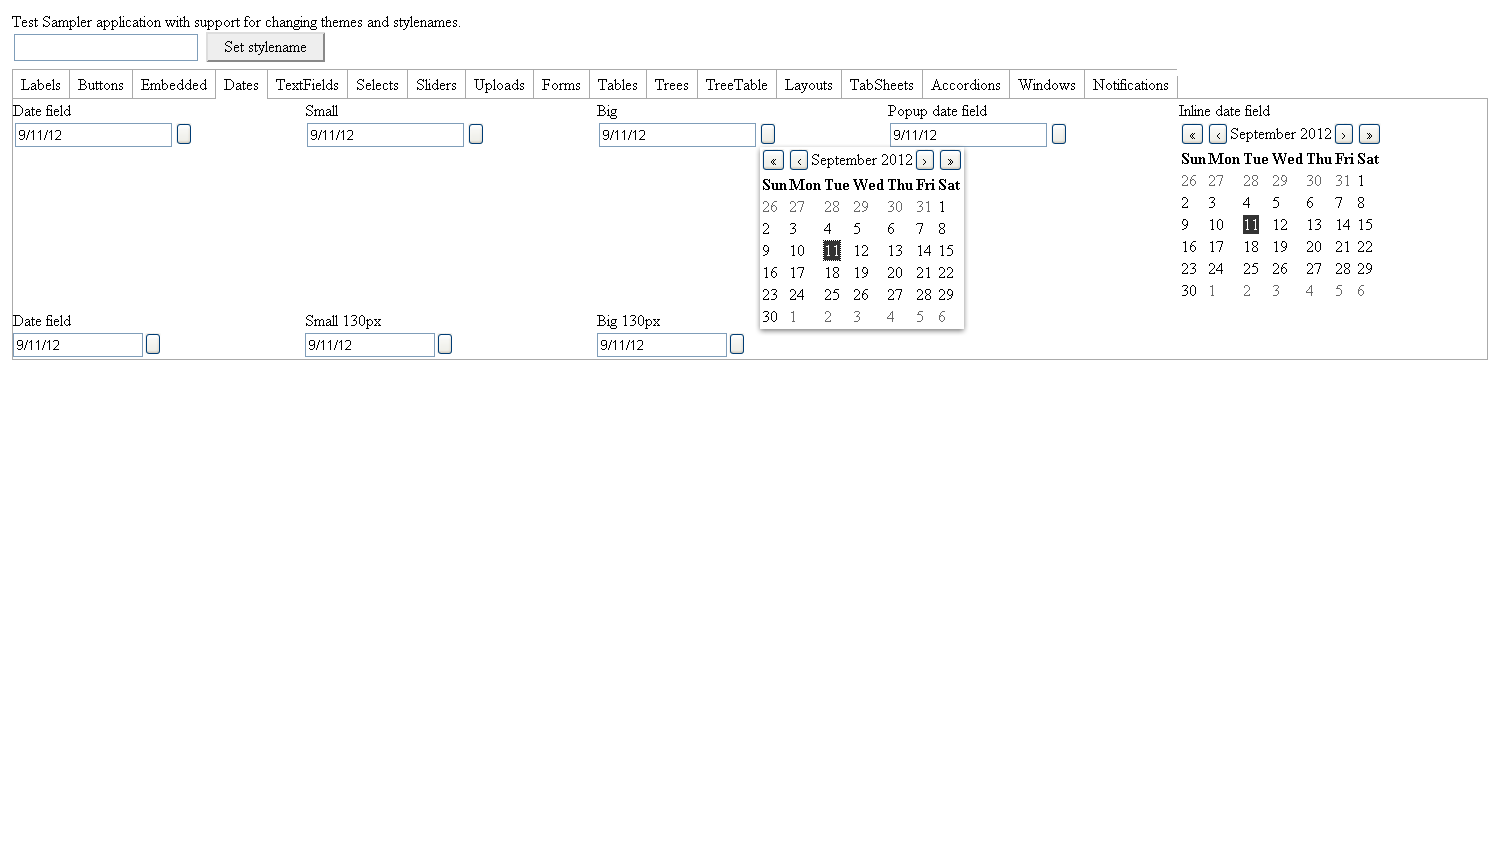 Test Sampler application with support for changing themes and stylenames.
Set stylename
Labels Buttons Embedded Dates TextFields Selects Sliders Uploads Forms Tables Trees TreeTable Layouts TabSheets Accordions Windows Notifications
Date field Small Big Popup date field Inline date field
9/11/12 9/11/12 9/11/12 9/11/12
« ‹ September 2012 › »
Sun Mon Tue Wed Thu Fri Sat
26 27 28 29 30 31 1
2 3 4 5 6 7 8
9 10 11 12 13 14 15
16 17 18 19 20 21 22
23 24 25 26 27 28 29
30 1 2 3 4 5 6
« ‹ September 2012 › »
Sun Mon Tue Wed Thu Fri Sat
26 27 28 29 30 31 1
2 3 4 5 6 7 8
9 10 11 12 13 14 15
16 17 18 19 20 21 22
23 24 25 26 27 28 29
30 1 2 3 4 5 6
Date field Small 130px Big 130px
9/11/12 9/11/12 9/11/12